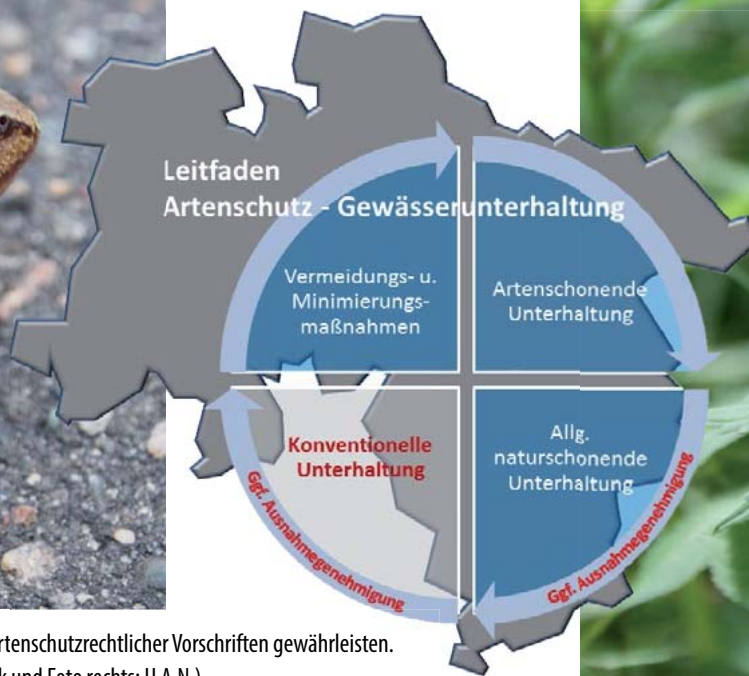 Leitfaden
Artenschutz - Gewässerunterhaltung
Vermeidungs- u.
Minimierungs-
maßnahmen
Artenschonende
Unterhaltung
Konventionelle
Unterhaltung
Allg.
naturschonende
Unterhaltung
Ggf. Ausnahmegenehmigung
Ggf. Ausnahmegenehmigung
rtenschutzrechtlicher Vorschriften gewährleisten.
und Foto rechts: U.A.N.)